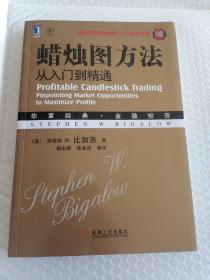 蜡烛图方法
从入门到精通
Profitable Candlestick Trading
Pinpointing Market Opportunities
to Maximize Profits
华章经典·金融投资
STEPHEN W. BIGALOW
(美) 斯蒂芬 W. 比加洛 著
Stephen W.
Bigalow
机械工业出版社